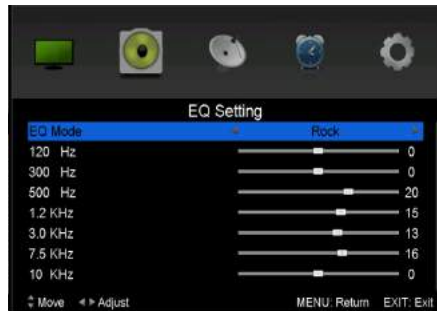 EQ Setting
EQ Mode Rock
120 Hz 0
300 Hz 0
500 Hz 20
1.2 KHz 15
3.0 KHz 13
7.5 KHz 16
10 KHz 0
Move Adjust MENU: Return EXIT: Exit